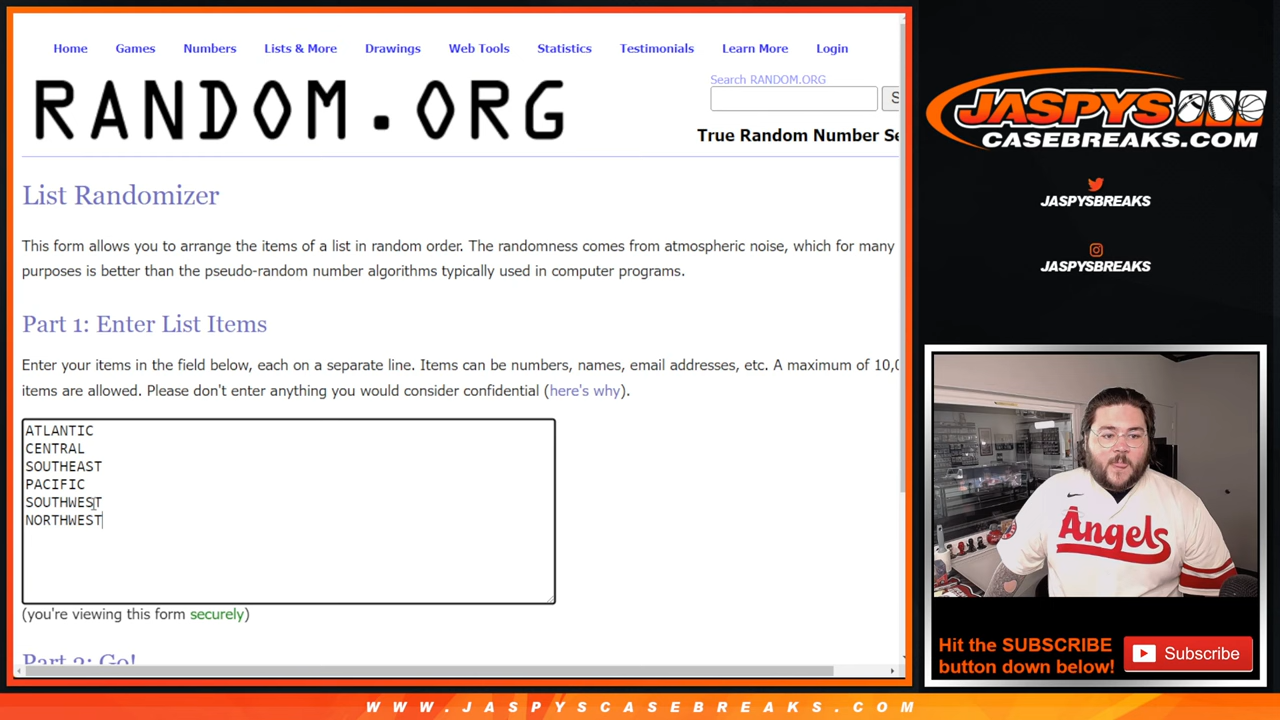 Home Games Numbers Lists & More Drawings Web Tools Statistics Testimonials Learn More Login
RANDOM.ORG
Search RANDOM.ORG
S
True Random Number Se
List Randomizer
This form allows you to arrange the items of a list in random order. The randomness comes from atmospheric noise, which for many
purposes is better than the pseudo-random number algorithms typically used in computer programs.
Part 1: Enter List Items
Enter your items in the field below, each on a separate line. Items can be numbers, names, email addresses, etc. A maximum of 10,0
items are allowed. Please don't enter anything you would consider confidential (here's why).
ATLANTIC
CENTRAL
SOUTHEAST
PACIFIC
SOUTHWEST
NORTHWEST
(you're viewing this form securely)
Part 2: Go!
JASPYS
CASEBREAKS.COM
JASPYSBREAKS
JASPYSBREAKS
Angels
Hit the SUBSCRIBE
button down below!
Subscribe
WWW.JASPYSCASEBREAKS.COM